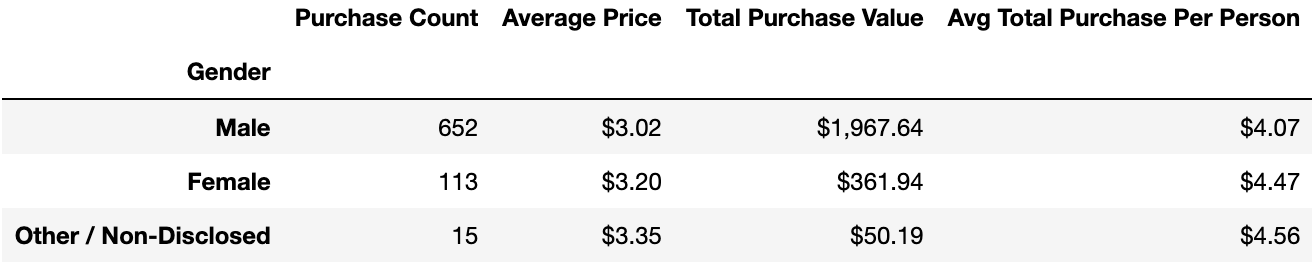 Purchase Count Average Price Total Purchase Value Avg Total Purchase Per Person
Gender
Male 652 $3.02 $1,967.64 $4.07
Female 113 $3.20 $361.94 $4.47
Other / Non-Disclosed 15 $3.35 $50.19 $4.56